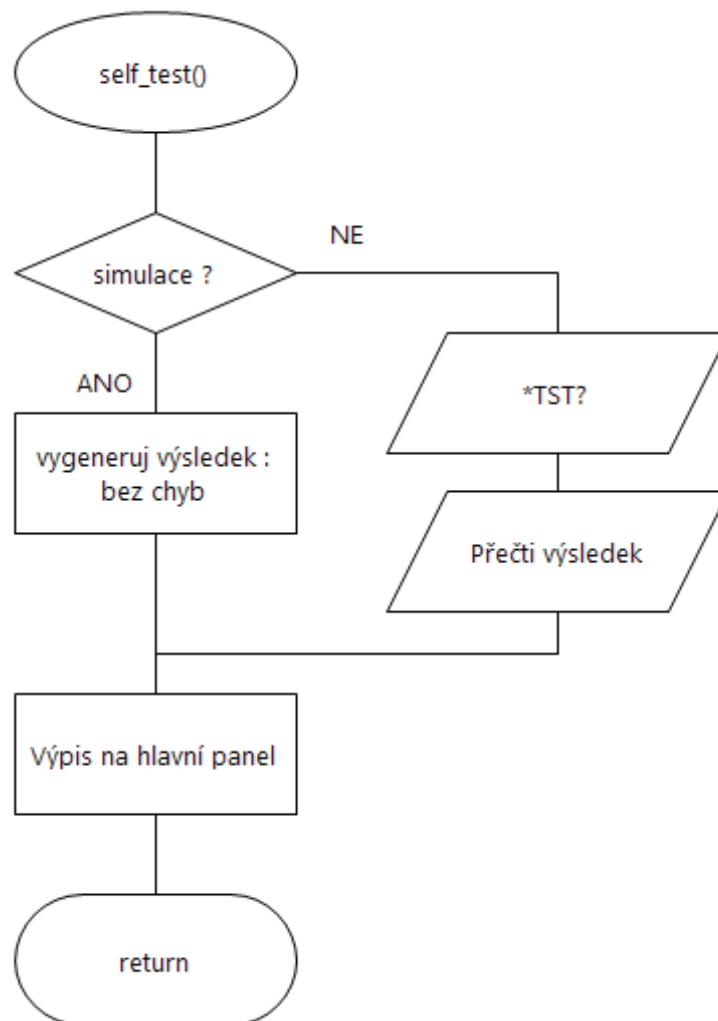 self_test()
simulace ?
NE
ANO
*TST?
vygeneruj výsledek :
bez chyb
Přečti výsledek
Výpis na hlavní panel
return